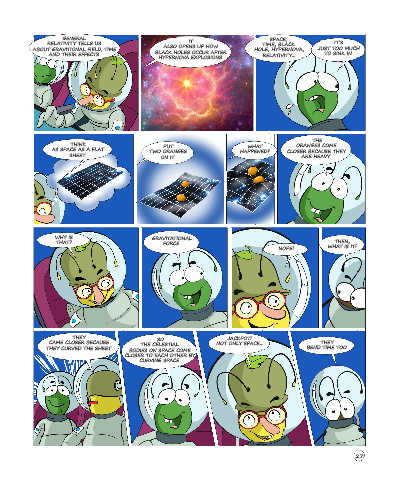 GENERAL
RELATIVITY TELLS US
ABOUT GRAVITIONAL FIELD, TIME
AND THEIR EFFECTS
IT
ALSO OPENS UP HOW
BLACK HOLES OCCUR AFTER
HYPERNOVA EXPLOSIONS
SPACE,
TIME, BLACK
HOLE, HYPERNOVA,
RELATIVITY...
IT'S
JUST TOO MUCH
TO SINK IN
THINK
AS SPACE AS A FLAT
SHEET
PUT
TWO ORANGES
ON IT
WHAT
HAPPENED?
THE
ORANGES COME
CLOSER BECAUSE THEY
ARE HEAVY
WHY IS
THAT?
GRAVITATIONAL
FORCE
NOPE!
THEN,
WHAT IS IT?
THEY
CAME CLOSER BECAUSE
THEY CURVED THE SHEET
SO
THE CELESTIAL
BODIES ON SPACE COME
CLOSER TO EACH OTHER BY
CURVING SPACE
JACKPOT!
NOT ONLY SPACE...
THEY
BEND TIME TOO